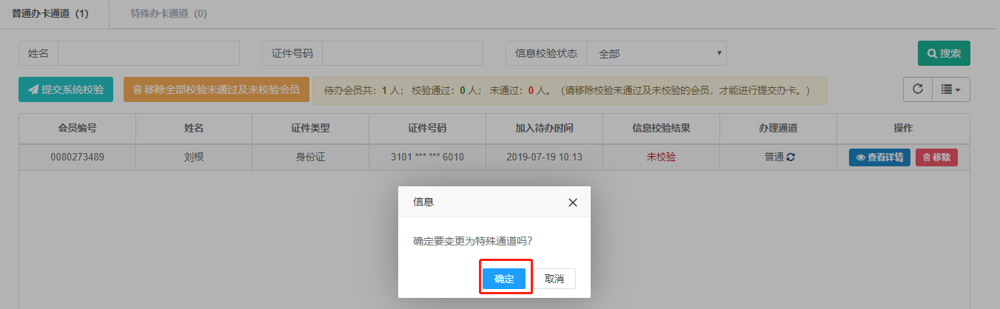 普通办卡通道（1） 特殊办卡通道（0）
姓名 证件号码 信息校验状态 全部 搜索
提交系统校验 移除全部校验未通过及未校验会员 待办会员共：1 人； 校验通过：0 人； 未通过：0 人。（请移除校验未通过及未校验的会员，才能进行提交办卡。）
会员编号 姓名 证件类型 证件号码 加入待办时间 信息校验结果 办理通道 操作
0080273489 刘根 身份证 3101 *** *** 6010 2019-07-19 10:13 未校验 普通 查看详情 移除
信息
确定要变更为特殊通道吗？
确定 取消